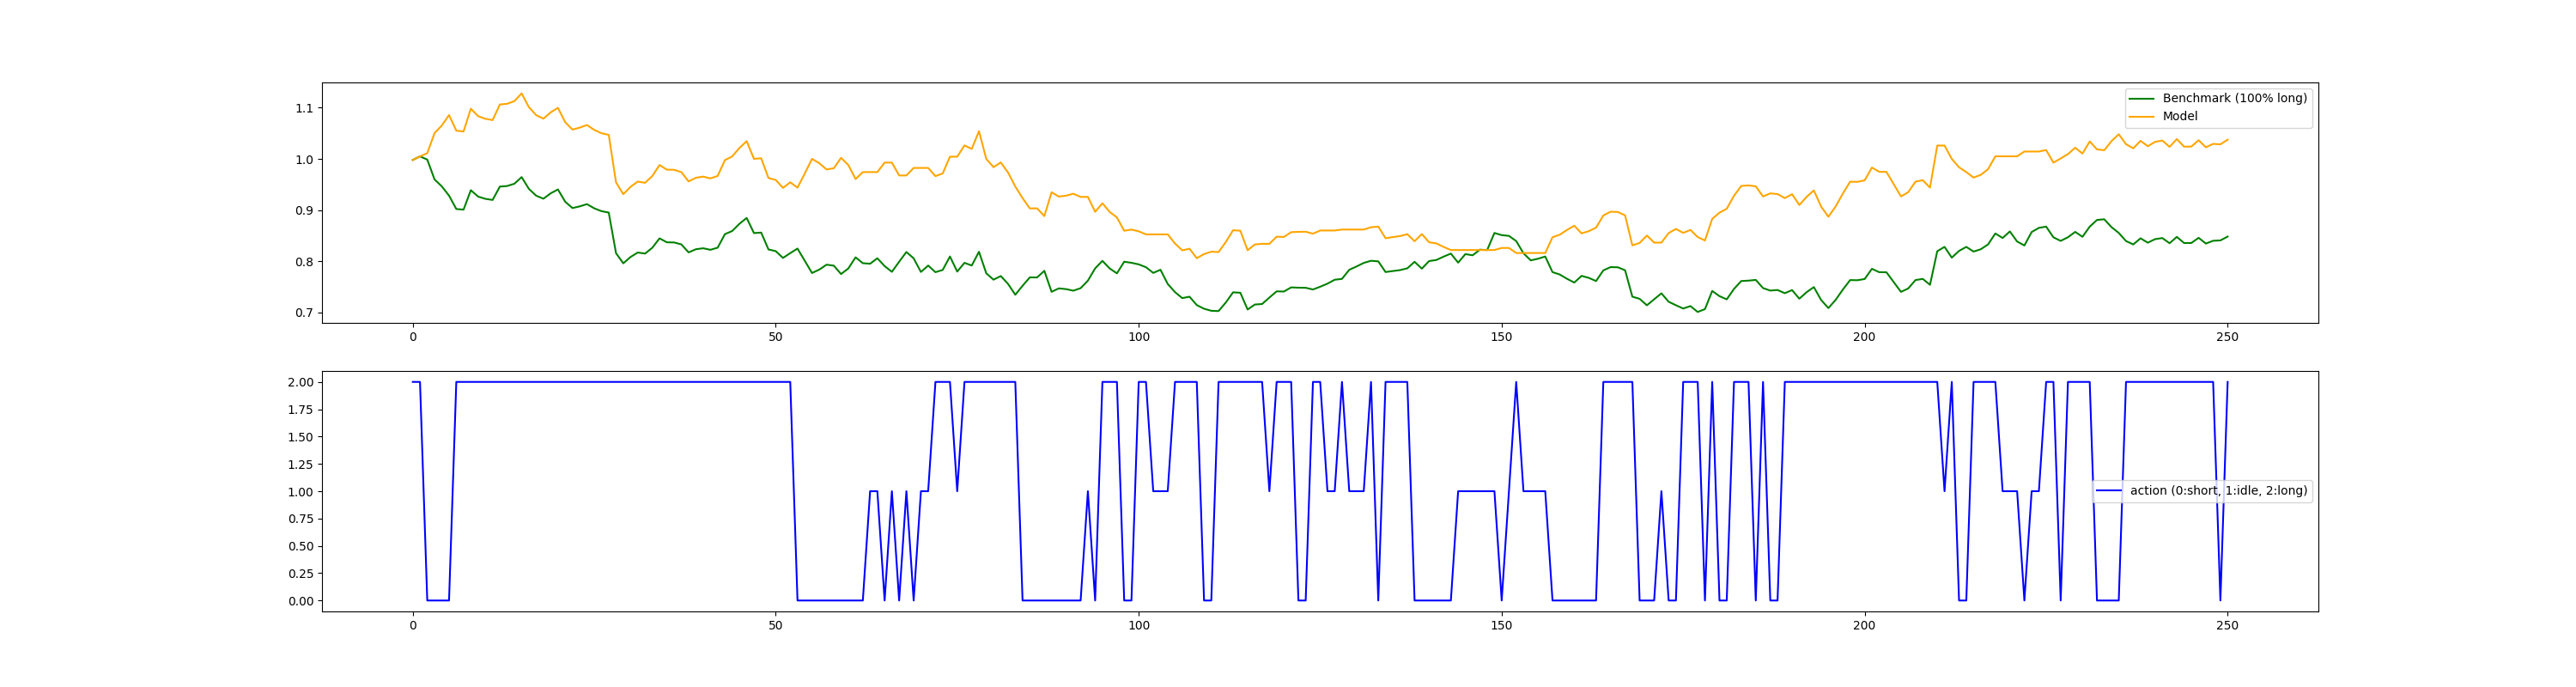 1.1
1.0
0.9
0.8
0.7
Benchmark (100% long)
Model
0 50 100 150 200 250
2.00
1.75
1.50
1.25
1.00
0.75
0.50
0.25
0.00
action (0:short, 1:idle, 2:long)
0 50 100 150 200 250